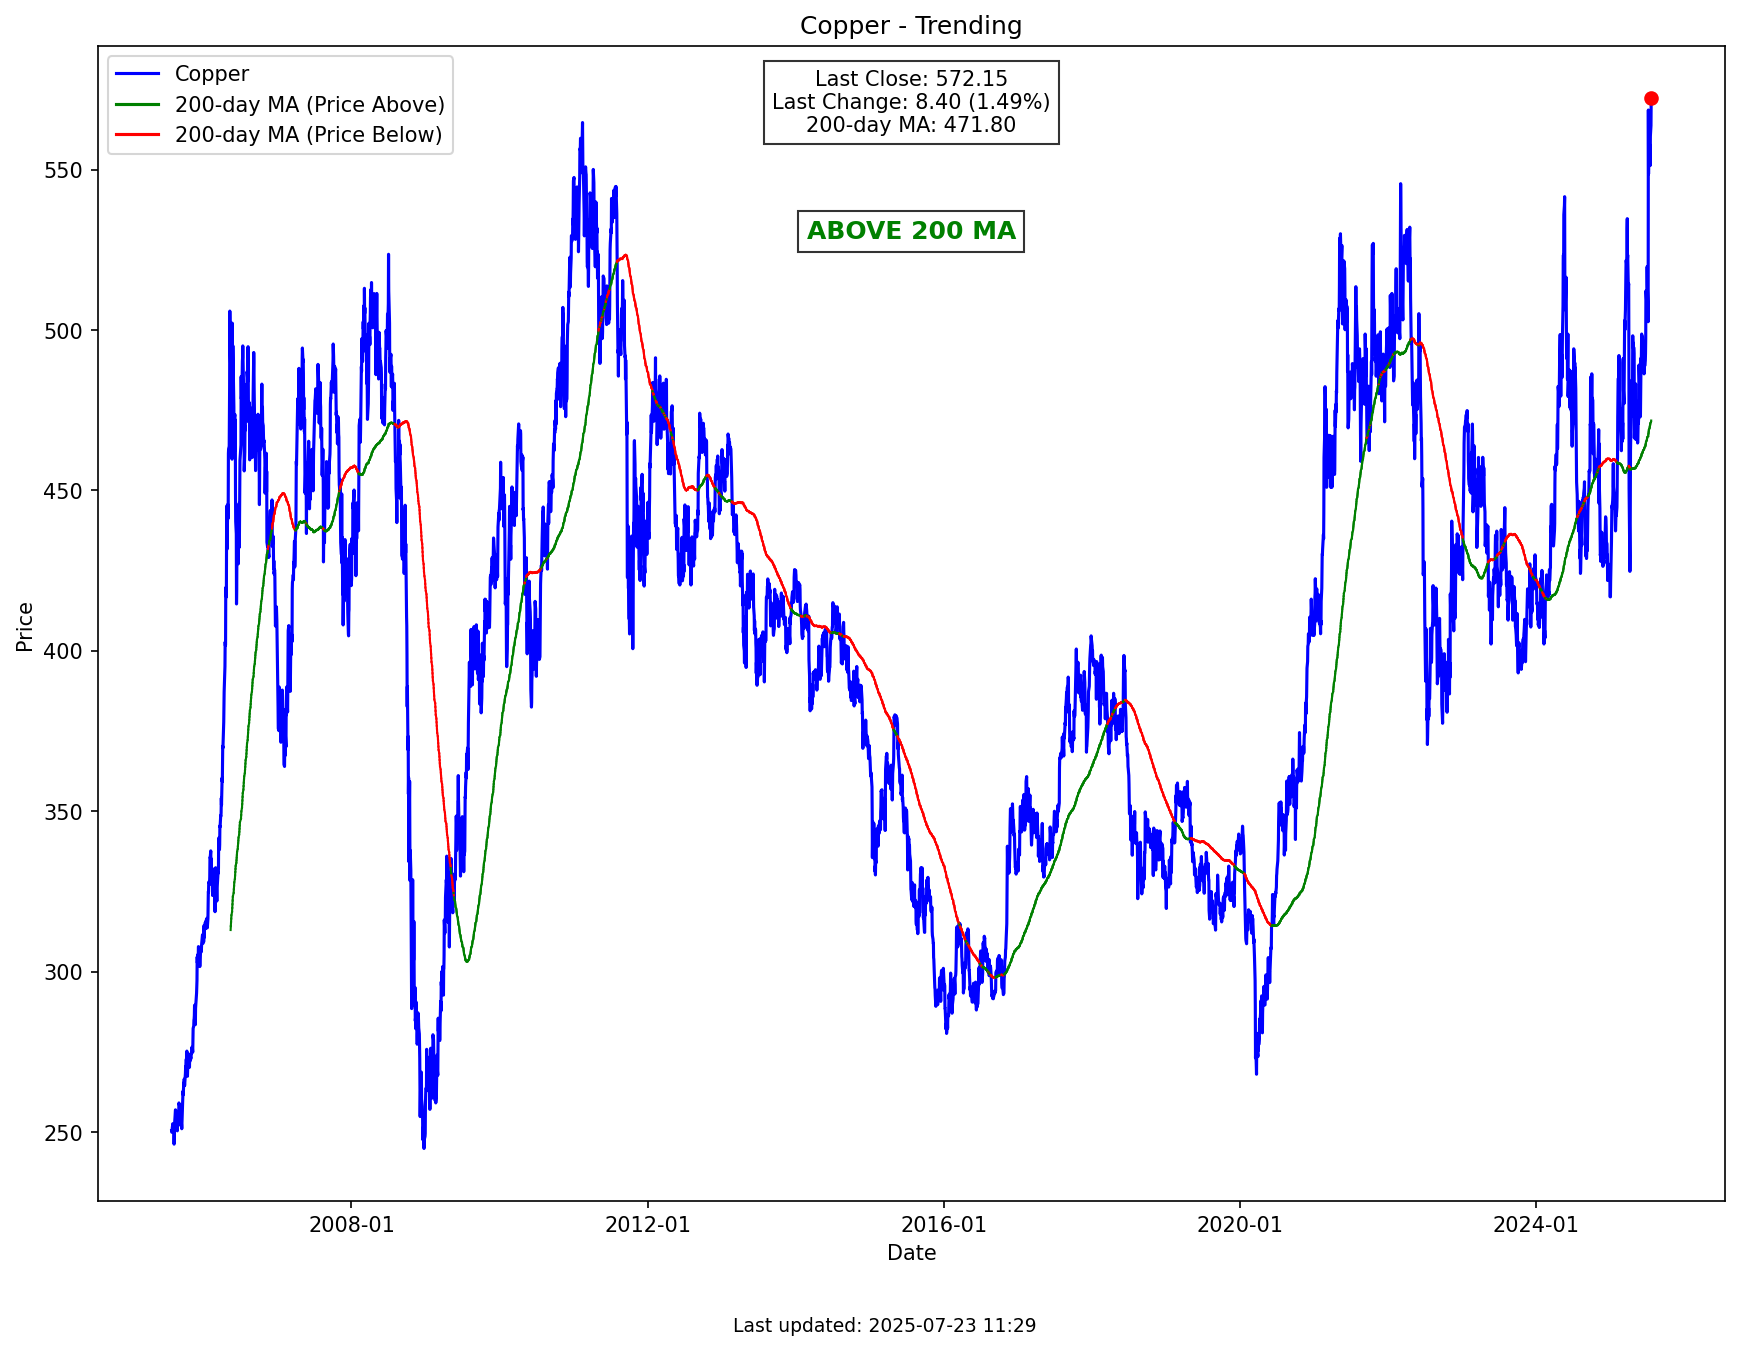 Copper - Trending
Copper
200-day MA (Price Above)
200-day MA (Price Below)
Last Close: 572.15
Last Change: 8.40 (1.49%)
200-day MA: 471.80
ABOVE 200 MA
Price
550
500
450
400
350
300
250
2008-01
2012-01
2016-01
2020-01
2024-01
Date
Last updated: 2025-07-23 11:29